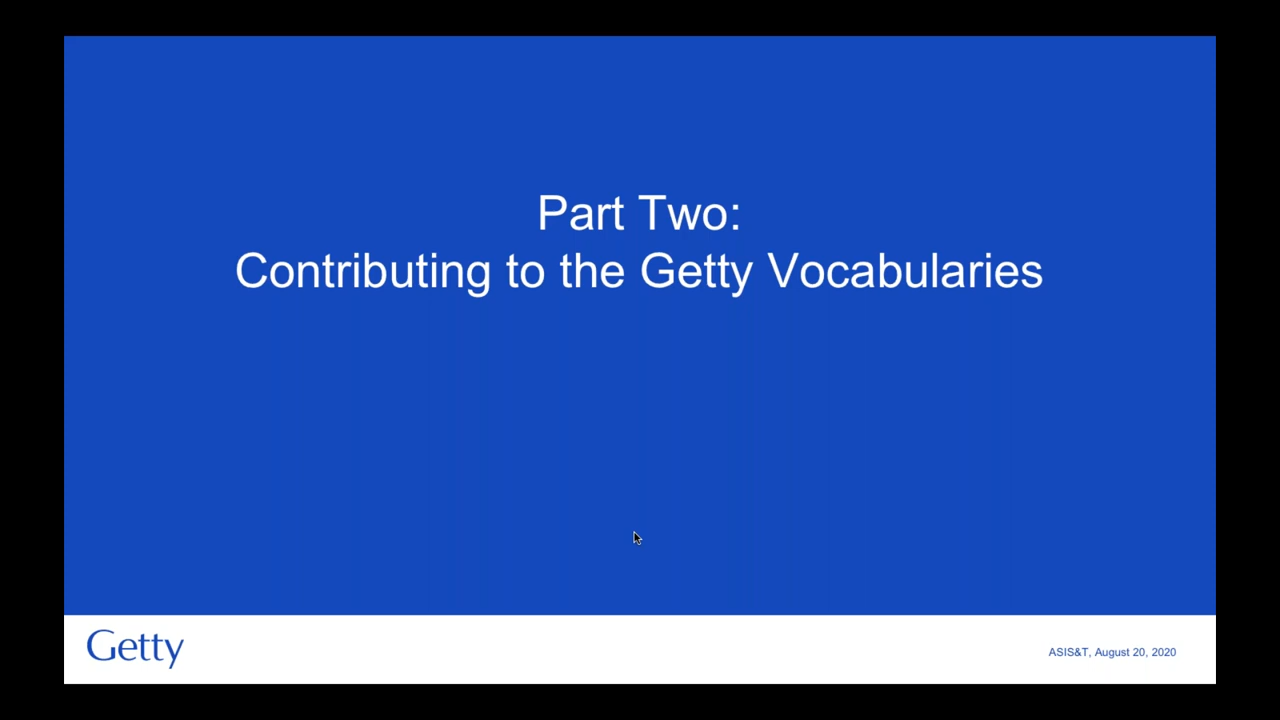 Part Two:
Contributing to the Getty Vocabularies
Getty
ASIS&T, August 20, 2020